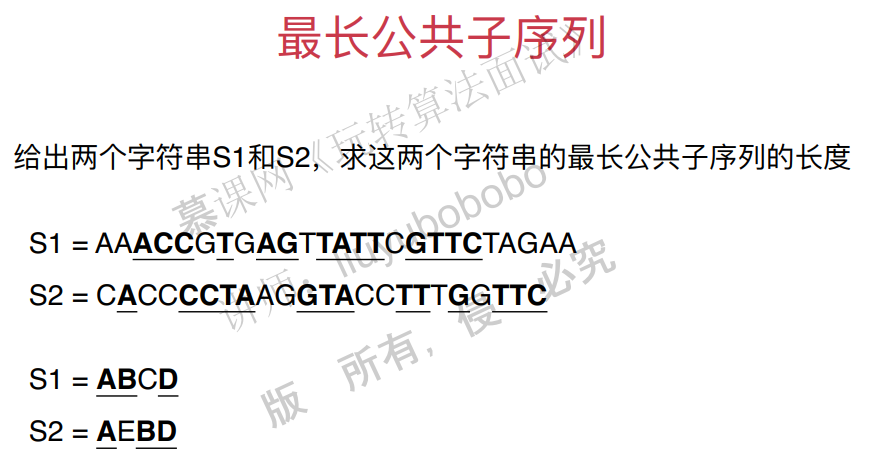 最长公共子序列
给出两个字符串S1和S2，求这两个字符串的最长公共子序列的长度
S1 = AAACCGTGAGTTATTCGTTCTAGAA
S2 = CACCCCTAAGGTACCTTTGGTTC
S1 = ABCD
S2 = AEBD
慕课网《玩转算法面试》
讲师，liuyubobobo
版 所有，侵 必究